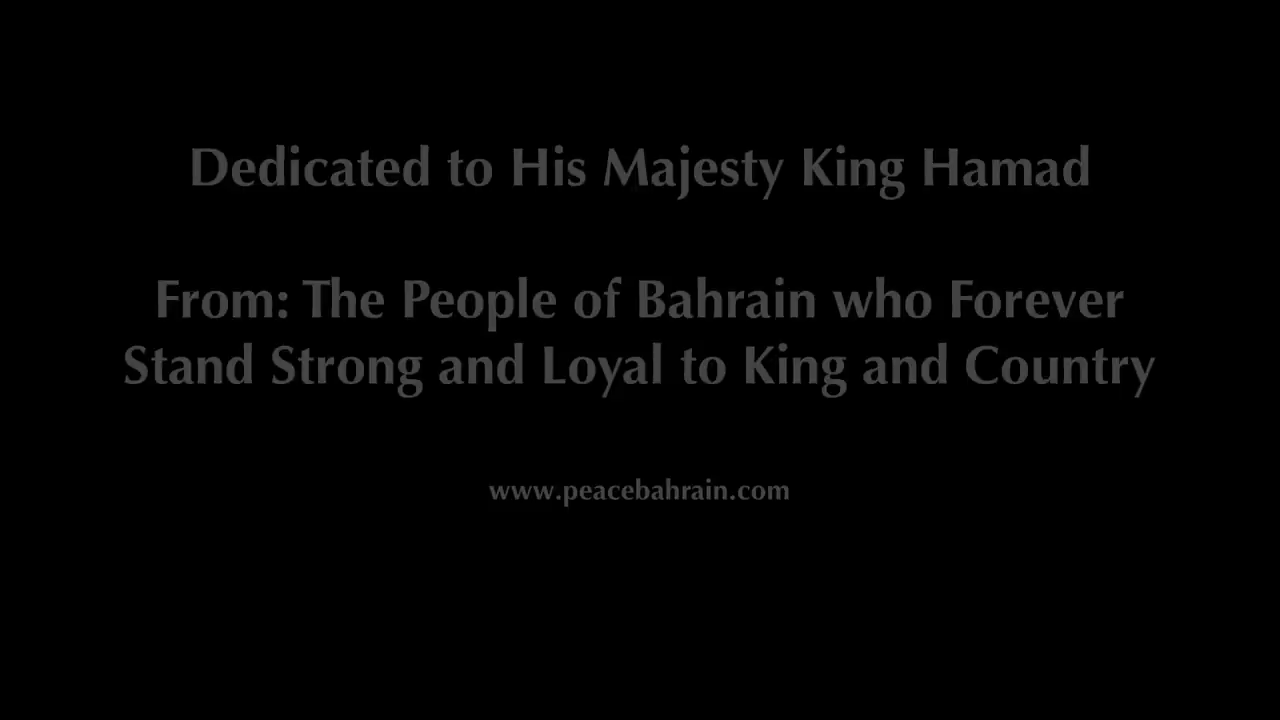 Dedicated to His Majesty King Hamad
From: The People of Bahrain who Forever
Stand Strong and Loyal to King and Country
www.peacebahrain.com